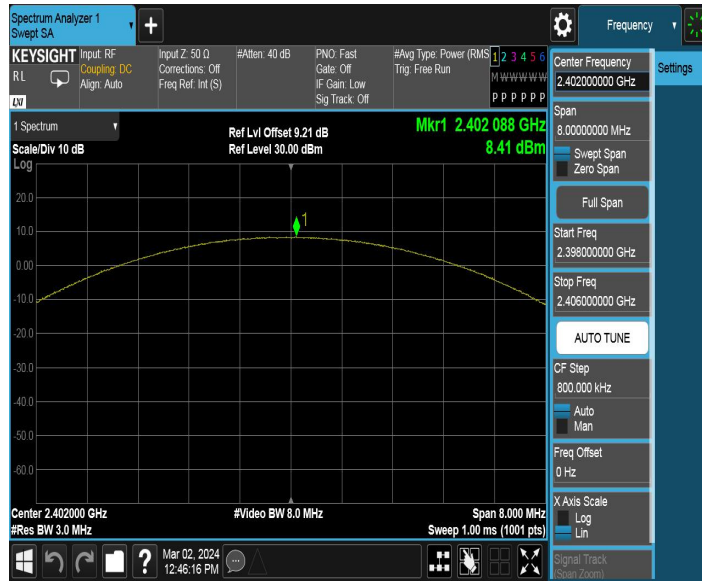 Spectrum Analyzer 1
Swept SA
+
Frequency
KEYSIGHT
RL
LXI
Input: RF
Coupling: DC
Align: Auto
Input Z: 50 Ω
Corrections: Off
Freq Ref: Int (S)
#Atten: 40 dB
PNO: Fast
Gate: Off
IF Gain: Low
Sig Track: Off
#Avg Type: Power (RMS
Trig: Free Run
1 2 3 4 5 6
M W W W W W
P P P P P P
Center Frequency
2.402000000 GHz
Settings
1 Spectrum
Scale/Div 10 dB
Ref Lvl Offset 9.21 dB
Ref Level 30.00 dBm
Mkr1 2.402 088 GHz
8.41 dBm
Log
20.0
10.0
0.00
-10.0
-20.0
-30.0
-40.0
-50.0
-60.0
1
Span
8.00000000 MHz
Swept Span
Zero Span
Full Span
Start Freq
2.398000000 GHz
Stop Freq
2.406000000 GHz
AUTO TUNE
CF Step
800.000 kHz
Auto
Man
Freq Offset
0 Hz
X Axis Scale
Log
Lin
Signal Track
(Span Zoom)
Center 2.402000 GHz
#Res BW 3.0 MHz
#Video BW 8.0 MHz
Span 8.000 MHz
Sweep 1.00 ms (1001 pts)
?
Mar 02, 2024
12:46:16 PM